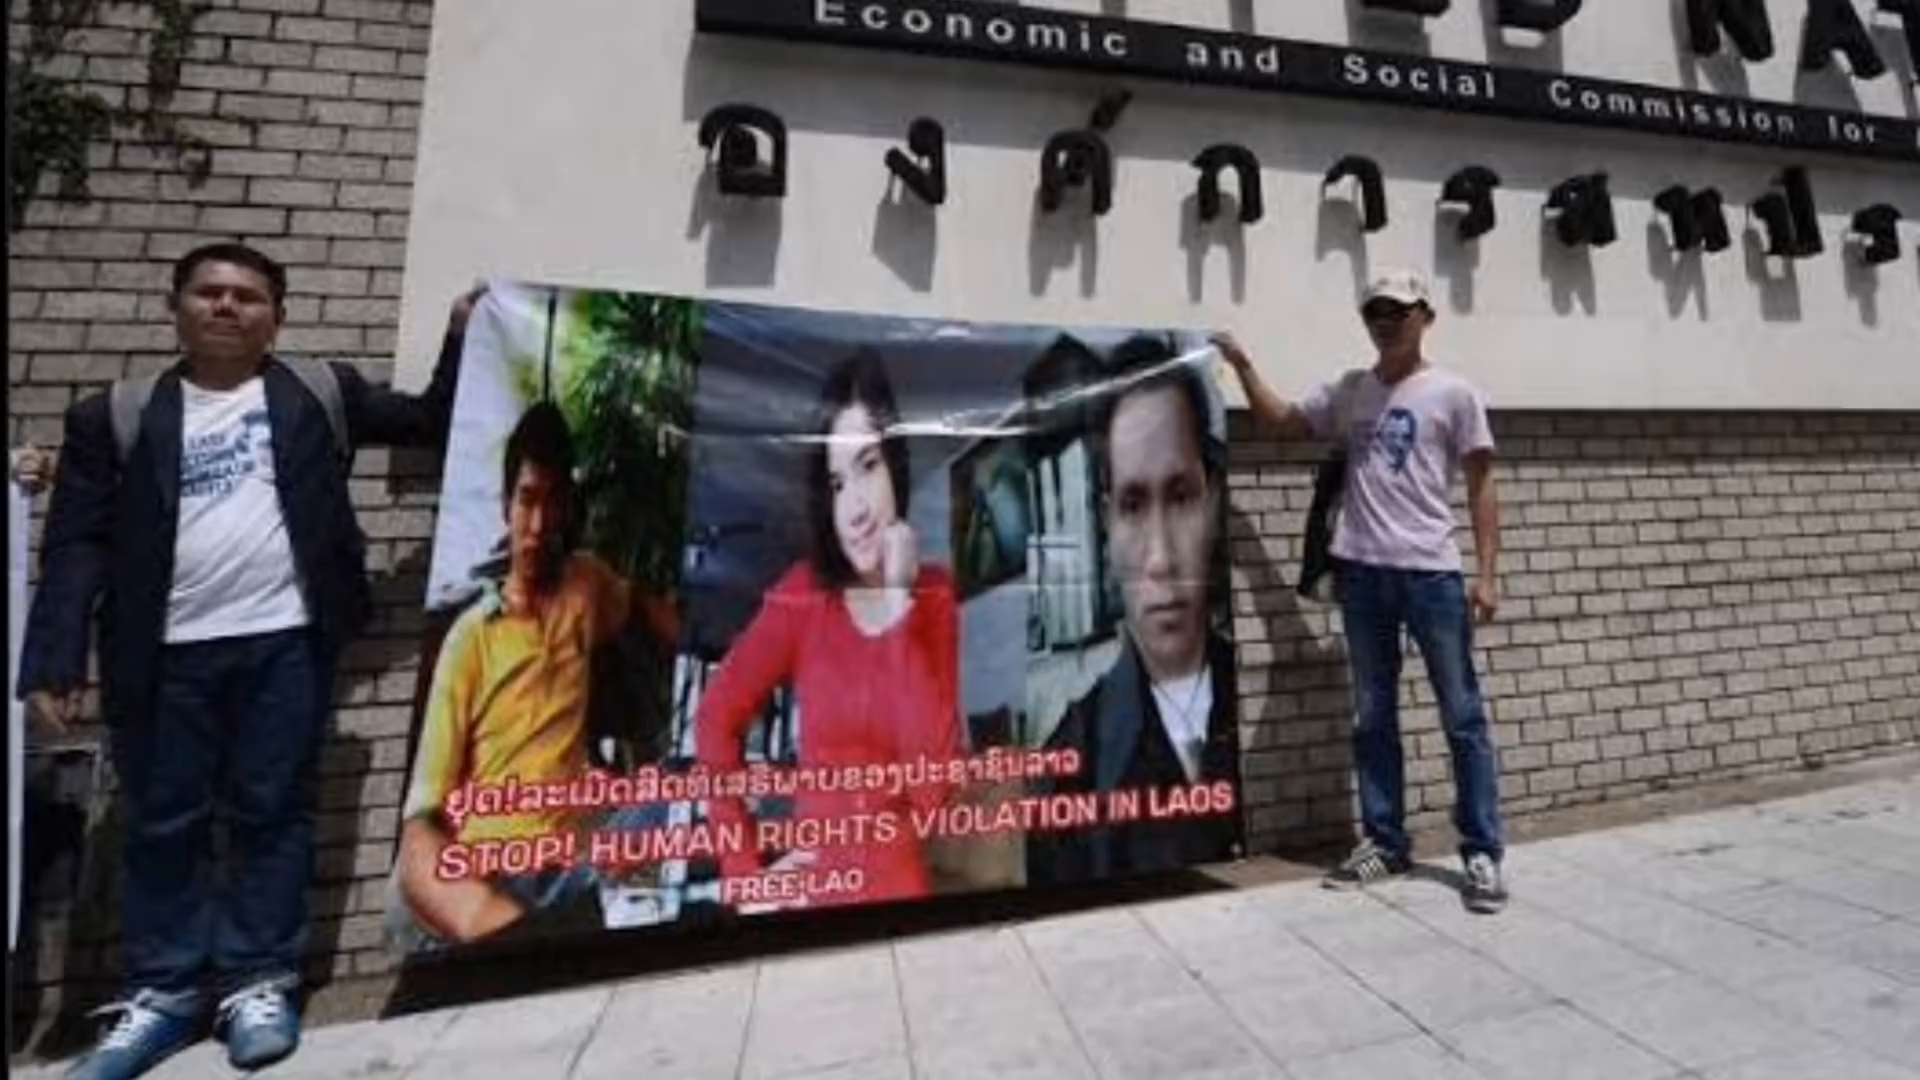 Economic and Social Commission for
องค์การสหประ
ຢຸດ!ລະເມີດສິດທິເສຣີພາບຂອງປະຊາຊົນລາວ
STOP! HUMAN RIGHTS VIOLATION IN LAOS
FREE LAO